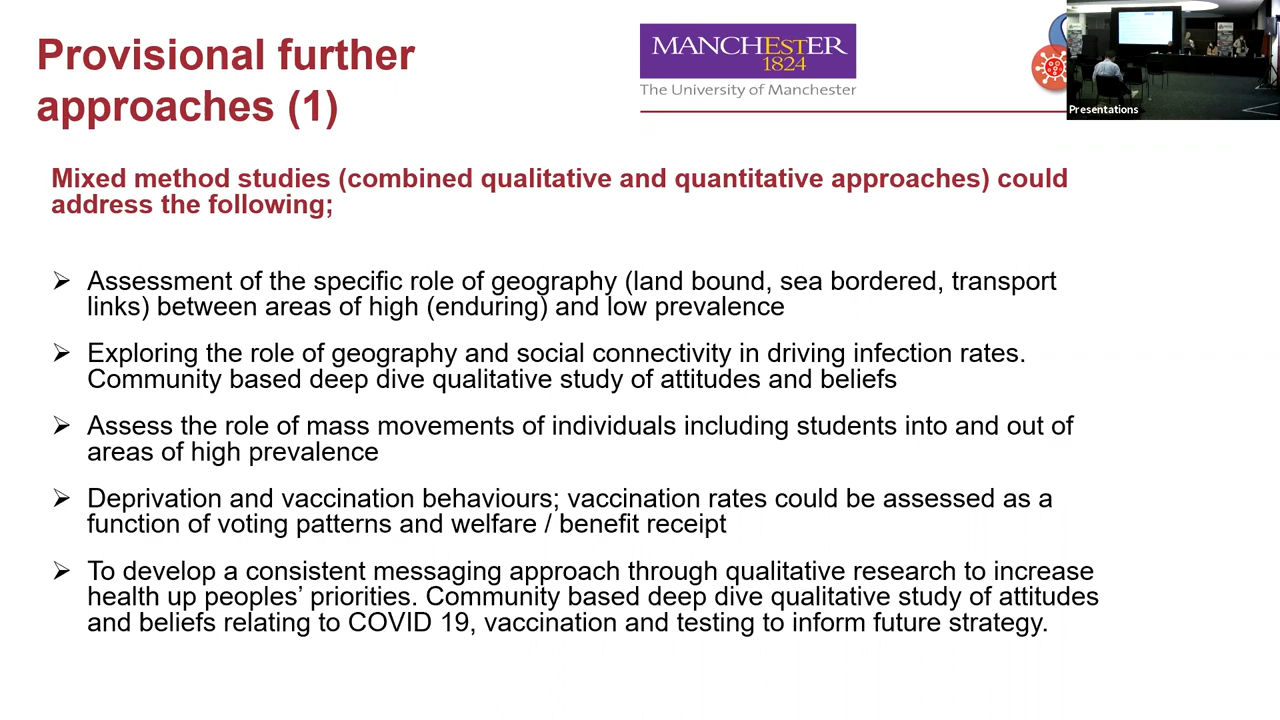 Provisional further
approaches (1)
MANCHESTER
1824
The University of Manchester
Presentations
Mixed method studies (combined qualitative and quantitative approaches) could
address the following;
Assessment of the specific role of geography (land bound, sea bordered, transport
links) between areas of high (enduring) and low prevalence
Exploring the role of geography and social connectivity in driving infection rates.
Community based deep dive qualitative study of attitudes and beliefs
Assess the role of mass movements of individuals including students into and out of
areas of high prevalence
Deprivation and vaccination behaviours; vaccination rates could be assessed as a
function of voting patterns and welfare / benefit receipt
To develop a consistent messaging approach through qualitative research to increase
health up peoples’ priorities. Community based deep dive qualitative study of attitudes
and beliefs relating to COVID 19, vaccination and testing to inform future strategy.